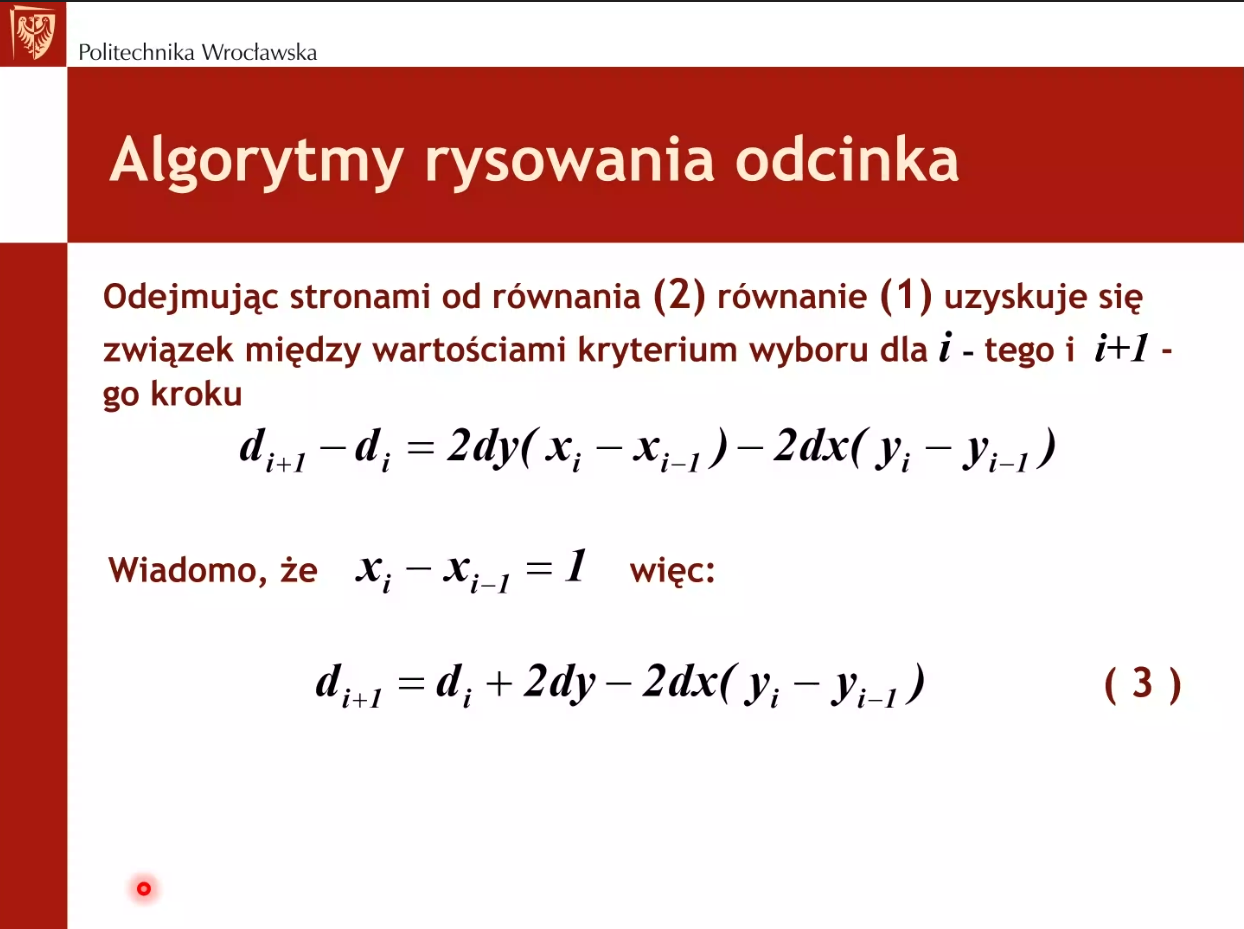 Politechnika Wrocławska
Algorytmy rysowania odcinka
Odejmując stronami od równania (2) równanie (1) uzyskuje się
związek między wartościami kryterium wyboru dla i - tego i i+1 -
go kroku
d_{i+1} − d_i = 2dy( x_i − x_{i−1} ) − 2dx( y_i − y_{i−1} )
Wiadomo, że x_i − x_{i−1} = 1 więc:
d_{i+1} = d_i + 2dy − 2dx( y_i − y_{i−1} ) ( 3 )